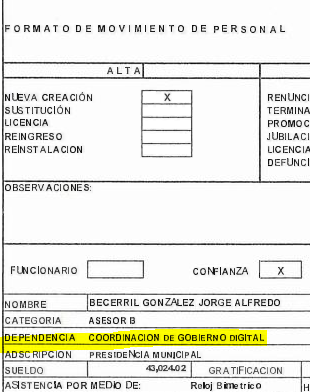 FORMATO DE MOVIMIENTO DE PERSONAL
ALTA
NUEVA CREACIÓN X RENUNCI
SUSTITUCIÓN TERMINA
LICENCIA PROMOC
REINGRESO JUBILACI
REINSTALACION LICENCIA
DEFUNCI
OBSERVACIONES:
FUNCIONARIO CONFIANZA X
NOMBRE BECERRIL GONZALEZ JORGE ALFREDO
CATEGORIA ASESOR B
DEPENDENCIA COORDINACION DE GOBIERNO DIGITAL
ADSCRIPCION PRESIDENCIA MUNICIPAL
SUELDO 43,024.02 GRATIFICACION
ASISTENCIA POR MEDIO DE: Reloj Bimetrico H